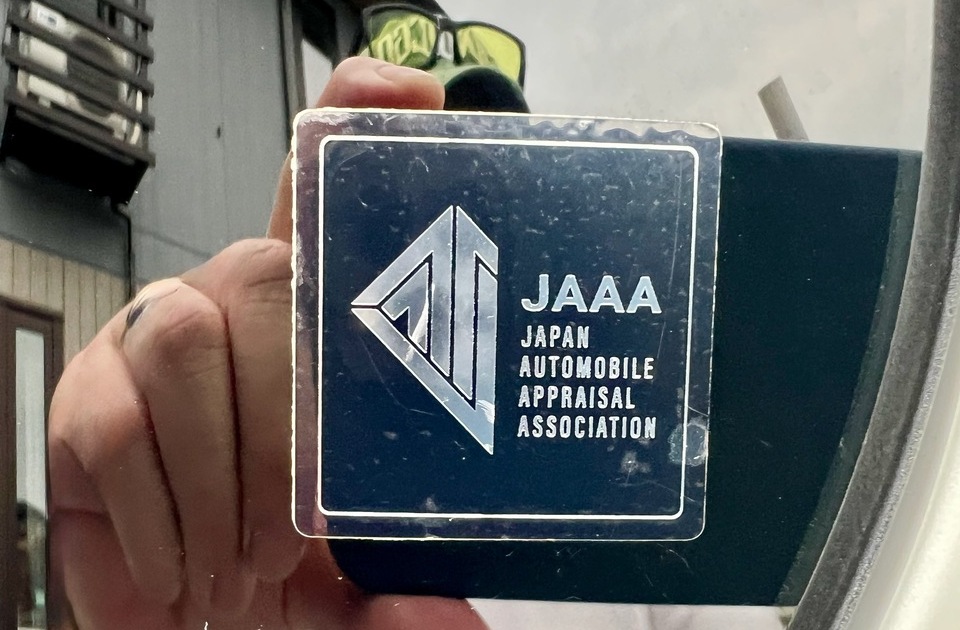 JAAA
JAPAN
AUTOMOBILE
APPRAISAL
ASSOCIATION